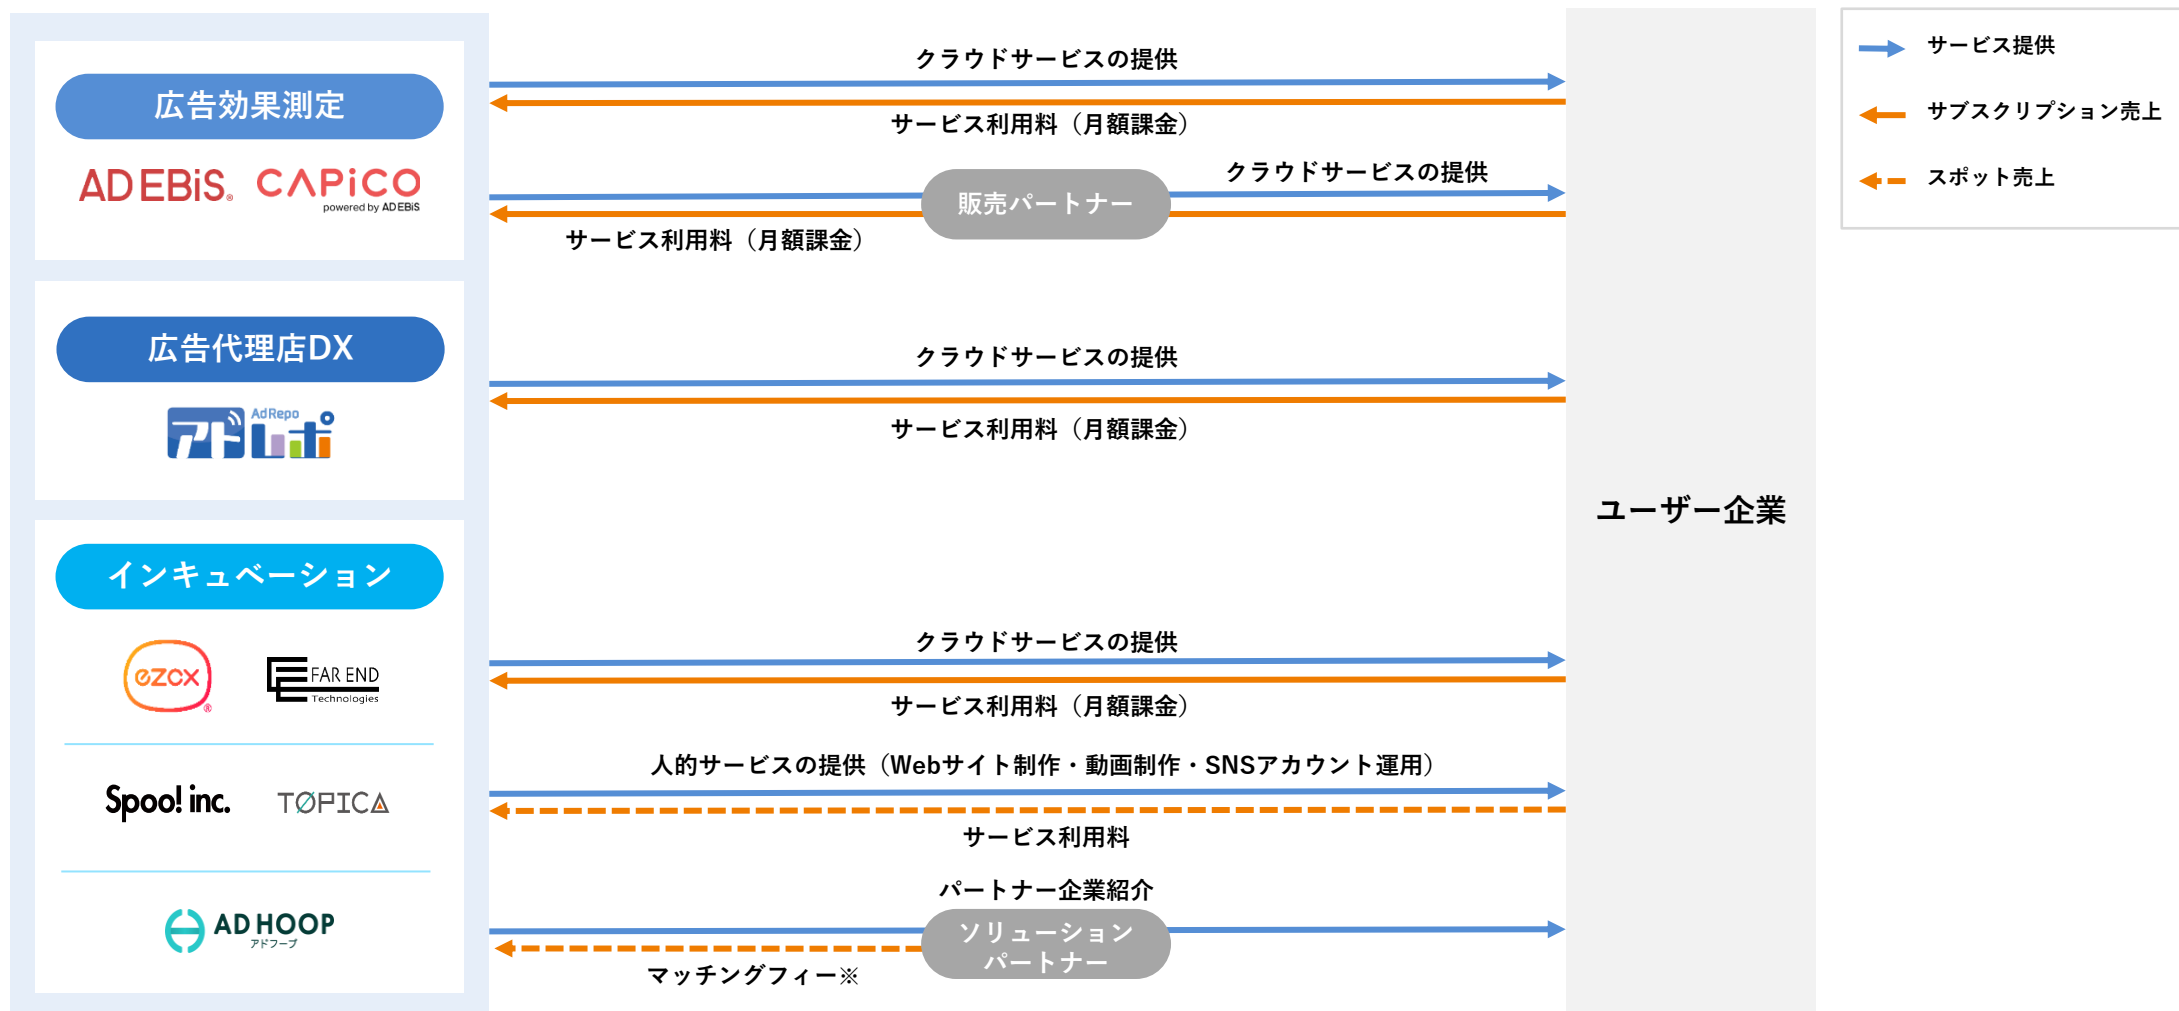 広告効果測定
AD EBiS®
CAPiCO
powered by AD EBiS
広告代理店DX
アドレポ
AdRepo
インキュベーション
ezcx®
FAR END
Technologies
Spoo! inc.
TOPICA
AD HOOP
アドフープ
クラウドサービスの提供
サービス利用料（月額課金）
クラウドサービスの提供
販売パートナー
サービス利用料（月額課金）
クラウドサービスの提供
サービス利用料（月額課金）
クラウドサービスの提供
サービス利用料（月額課金）
人的サービスの提供（Webサイト制作・動画制作・SNSアカウント運用）
サービス利用料
パートナー企業紹介
ソリューション
パートナー
マッチングフィー※
ユーザー企業
サービス提供
サブスクリプション売上
スポット売上